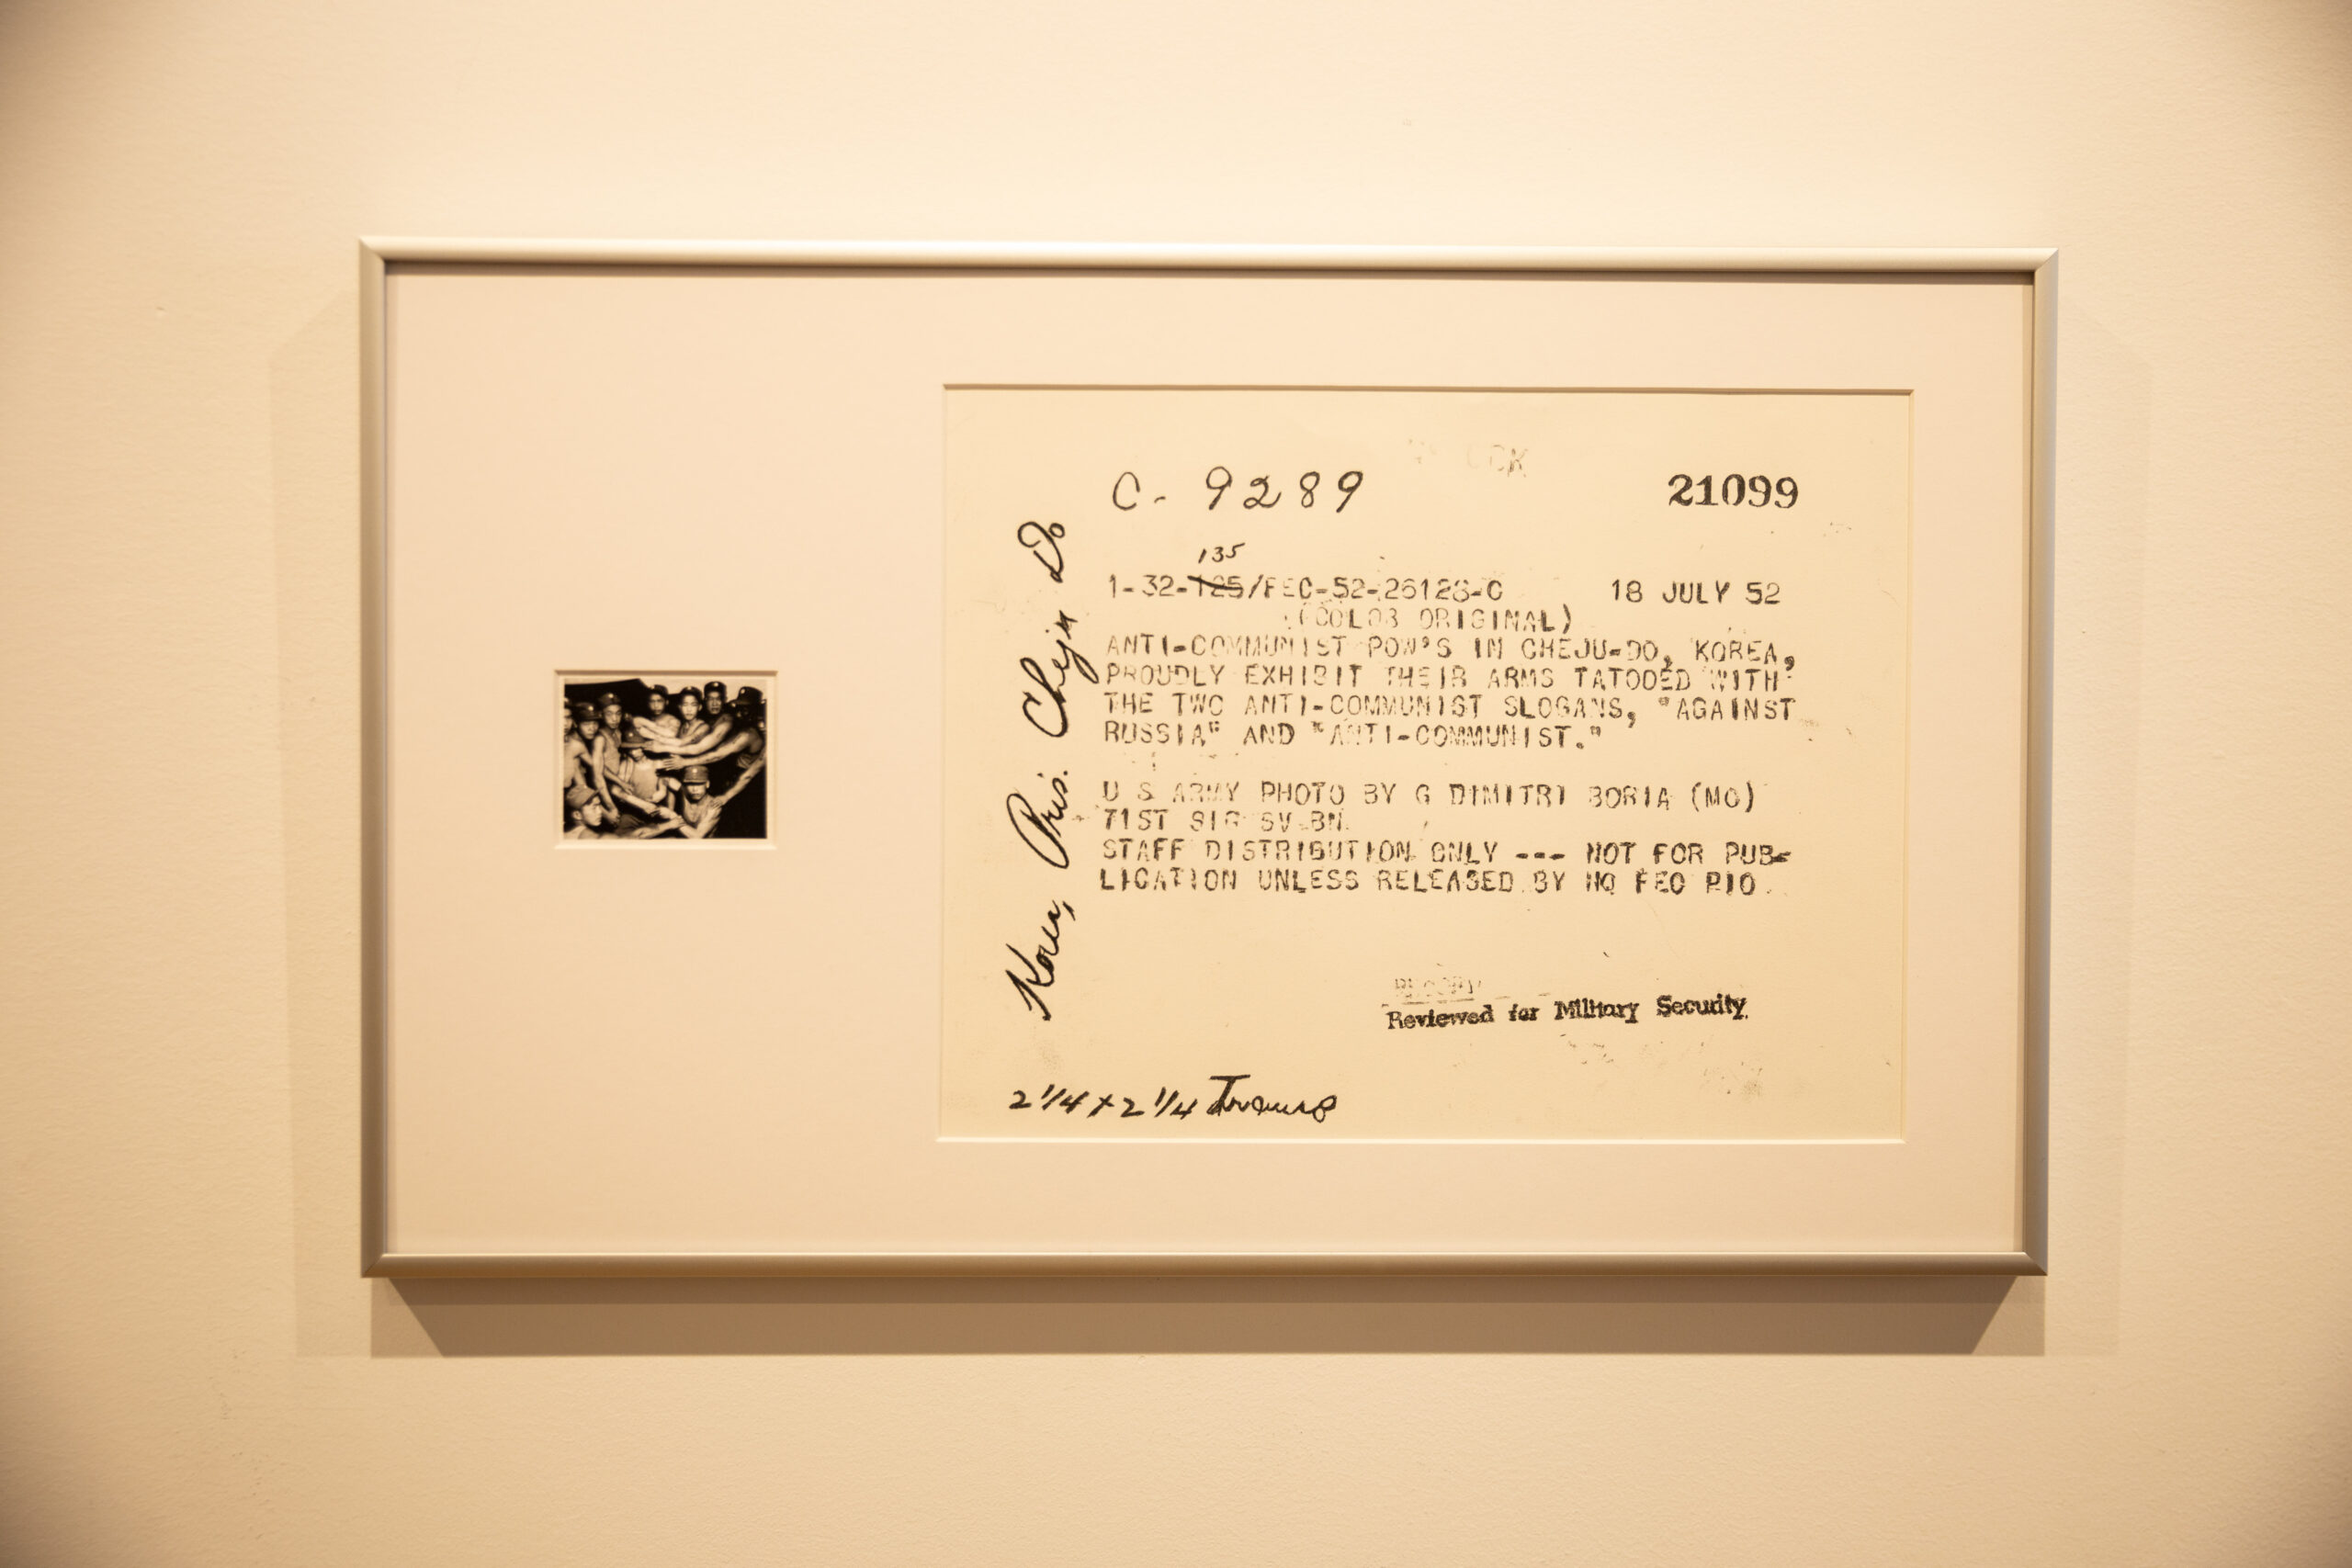 C- 9289
21099
135
1-32-125/FEC-52-26128-C 18 JULY 52
(COLOR ORIGINAL)
ANTI-COMMUNIST POW'S IN CHEJU-DO, KOREA,
PROUDLY EXHIBIT THEIR ARMS TATOOED WITH
THE TWO ANTI-COMMUNIST SLOGANS, "AGAINST
RUSSIA" AND "ANTI-COMMUNIST."
U S ARMY PHOTO BY G DIMITRI BORIA (MO)
71ST SIG SV BN
STAFF DISTRIBUTION ONLY --- NOT FOR PUB-
LICATION UNLESS RELEASED BY HQ FEC PIO
Reviewed for Military Security
Korea, Pris. Cheju Do
2 1/4 x 2 1/4